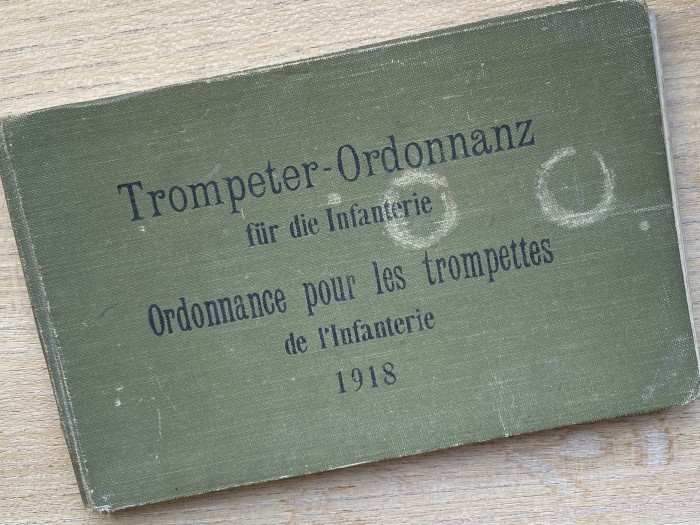 Trompeter-Ordonnanz
für die Infanterie
Ordonnance pour les trompettes
de l'Infanterie
1918